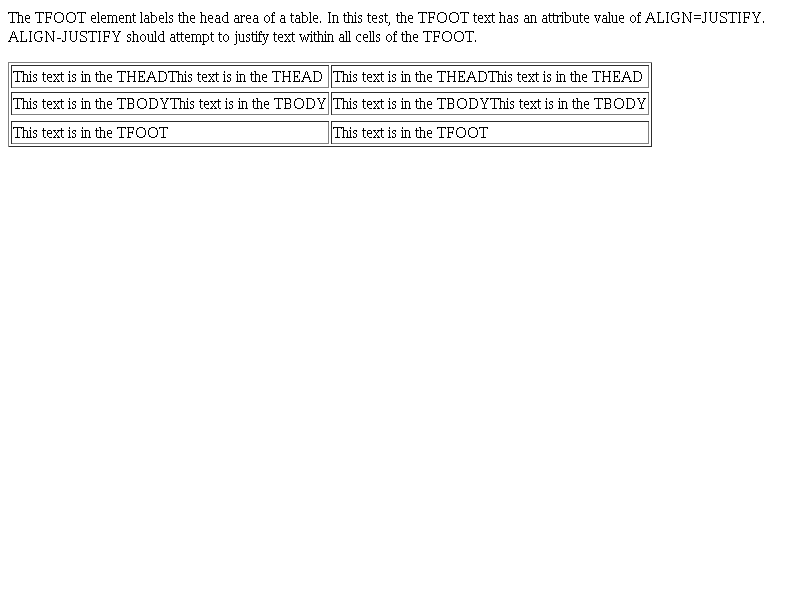 The TFOOT element labels the head area of a table. In this test, the TFOOT text has an attribute value of ALIGN=JUSTIFY.
ALIGN-JUSTIFY should attempt to justify text within all cells of the TFOOT.
This text is in the THEADThis text is in the THEAD This text is in the THEADThis text is in the THEAD
This text is in the TBODYThis text is in the TBODY This text is in the TBODYThis text is in the TBODY
This text is in the TFOOT This text is in the TFOOT